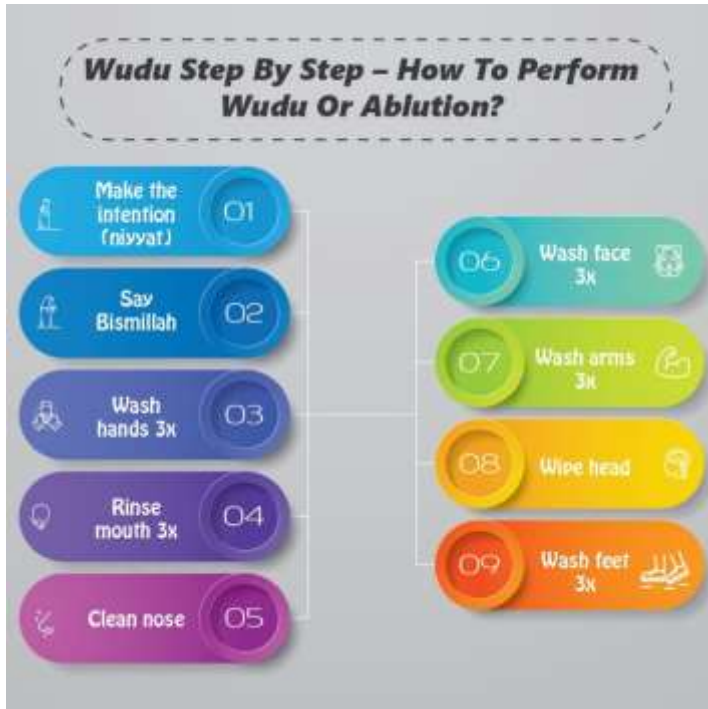 Wudu Step By Step – How To Perform
Wudu Or Ablution?
Make the
intention
(niyyat)
01
Say
Bismillah
02
Wash
hands 3x
03
Rinse
mouth 3x
04
Clean nose
05
06
Wash face
3x
07
Wash arms
3x
08
Wipe head
09
Wash feet
3x